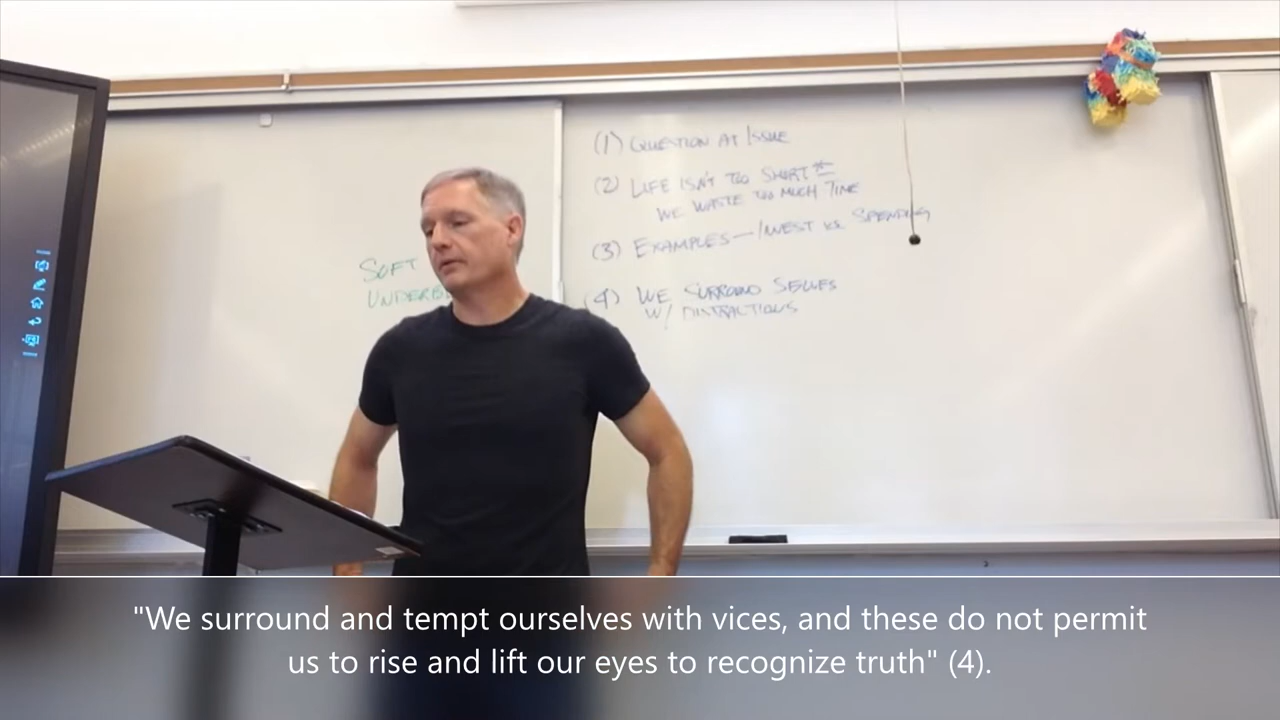 (1) QUESTION AT ISSUE
(2) LIFE ISN'T TOO SHORT *
WE WASTE TOO MUCH TIME
(3) EXAMPLES—INVEST VS. SPENDING
(4) WE SURROUND SELVES
W/ DISTRACTIONS
SOFT
UNDERB
"We surround and tempt ourselves with vices, and these do not permit
us to rise and lift our eyes to recognize truth" (4).